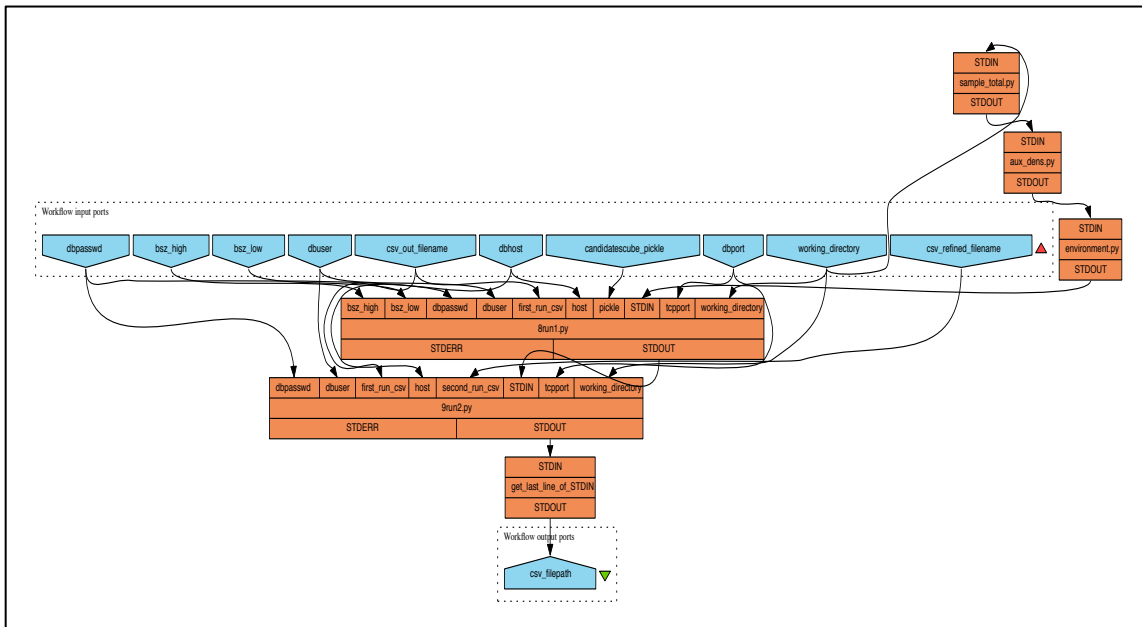 STDIN
sample_total.py
STDOUT
STDIN
aux_dens.py
STDOUT
Workflow input ports
dbpasswd bsz_high bsz_low dbuser csv_out_filename dbhost candidatescube_pickle dbport working_directory csv_refined_filename
STDIN
environment.py
STDOUT
bsz_high bsz_low dbpasswd dbuser first_run_csv host pickle STDIN tcpport working_directory
8run1.py
STDERR STDOUT
dbpasswd dbuser first_run_csv host second_run_csv STDIN tcpport working_directory
9run2.py
STDERR STDOUT
STDIN
get_last_line_of_STDIN
STDOUT
Workflow output ports
csv_filepath